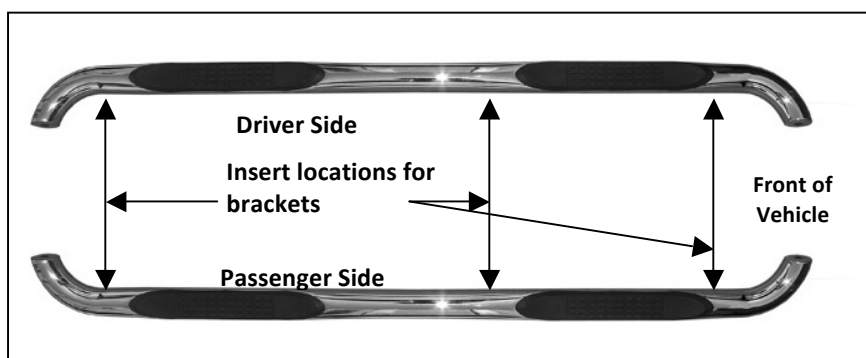 Driver Side
Insert locations for
brackets
Front of
Vehicle
Passenger Side